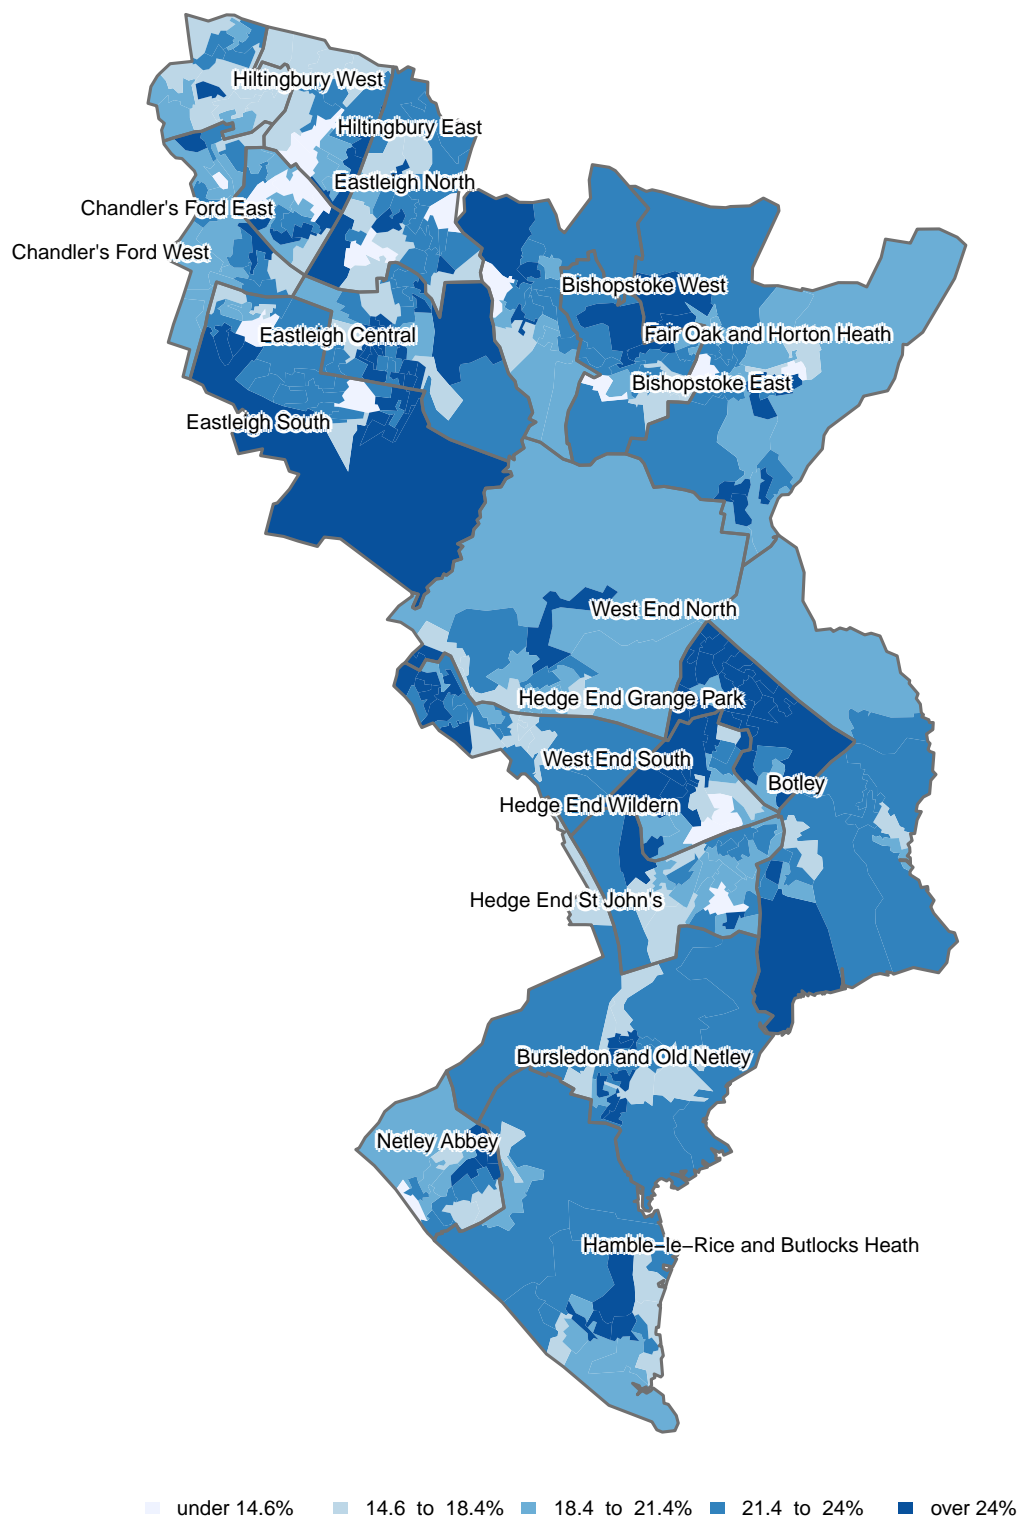 Hiltingbury West
Hiltingbury East
Eastleigh North
Chandler's Ford East
Chandler's Ford West
Bishopstoke West
Eastleigh Central
Fair Oak and Horton Heath
Bishopstoke East
Eastleigh South
West End North
Hedge End Grange Park
West End South
Botley
Hedge End Wildern
Hedge End St John's
Bursledon and Old Netley
Netley Abbey
Hamble−le−Rice and Butlocks Heath
under 14.6% 14.6 to 18.4% 18.4 to 21.4% 21.4 to 24% over 24%